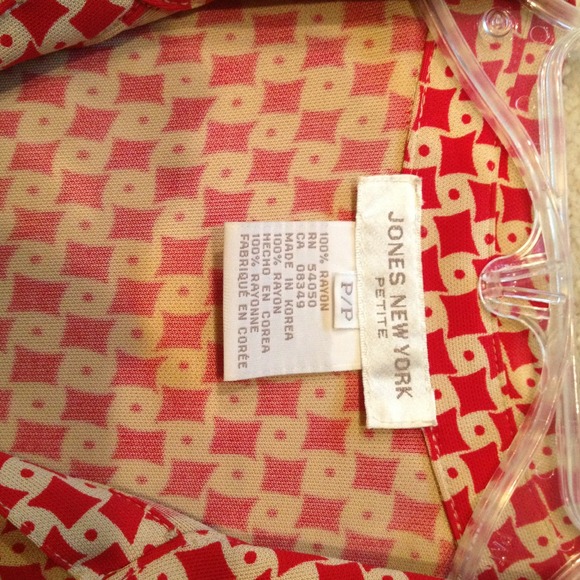 JONES NEW YORK
PETITE
P/P
100% RAYON
RN 54050
CA 08349
MADE IN KOREA
100% RAYON
HECHO EN COREA
100% RAYONNE
FABRIQUÉ EN CORÉE